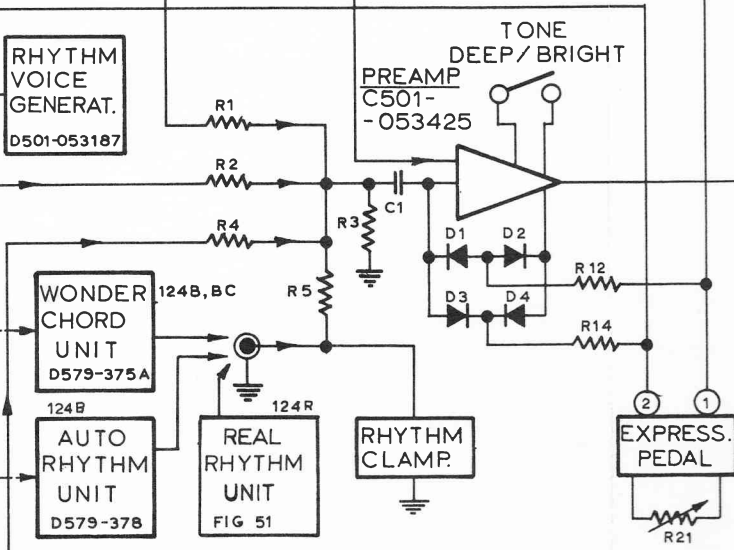 TONE
DEEP/BRIGHT
RHYTHM
VOICE
GENERAT.
D501-053187
PREAMP
C501-
-053425
R1
R2
C1
R3
R4
D1
D2
R12
R5
D3
D4
R14
WONDER
CHORD
UNIT
D579-375A
124B, BC
124B
AUTO
RHYTHM
UNIT
D579-378
124R
REAL
RHYTHM
UNIT
FIG 51
RHYTHM
CLAMP.
2
1
EXPRESS.
PEDAL
R21